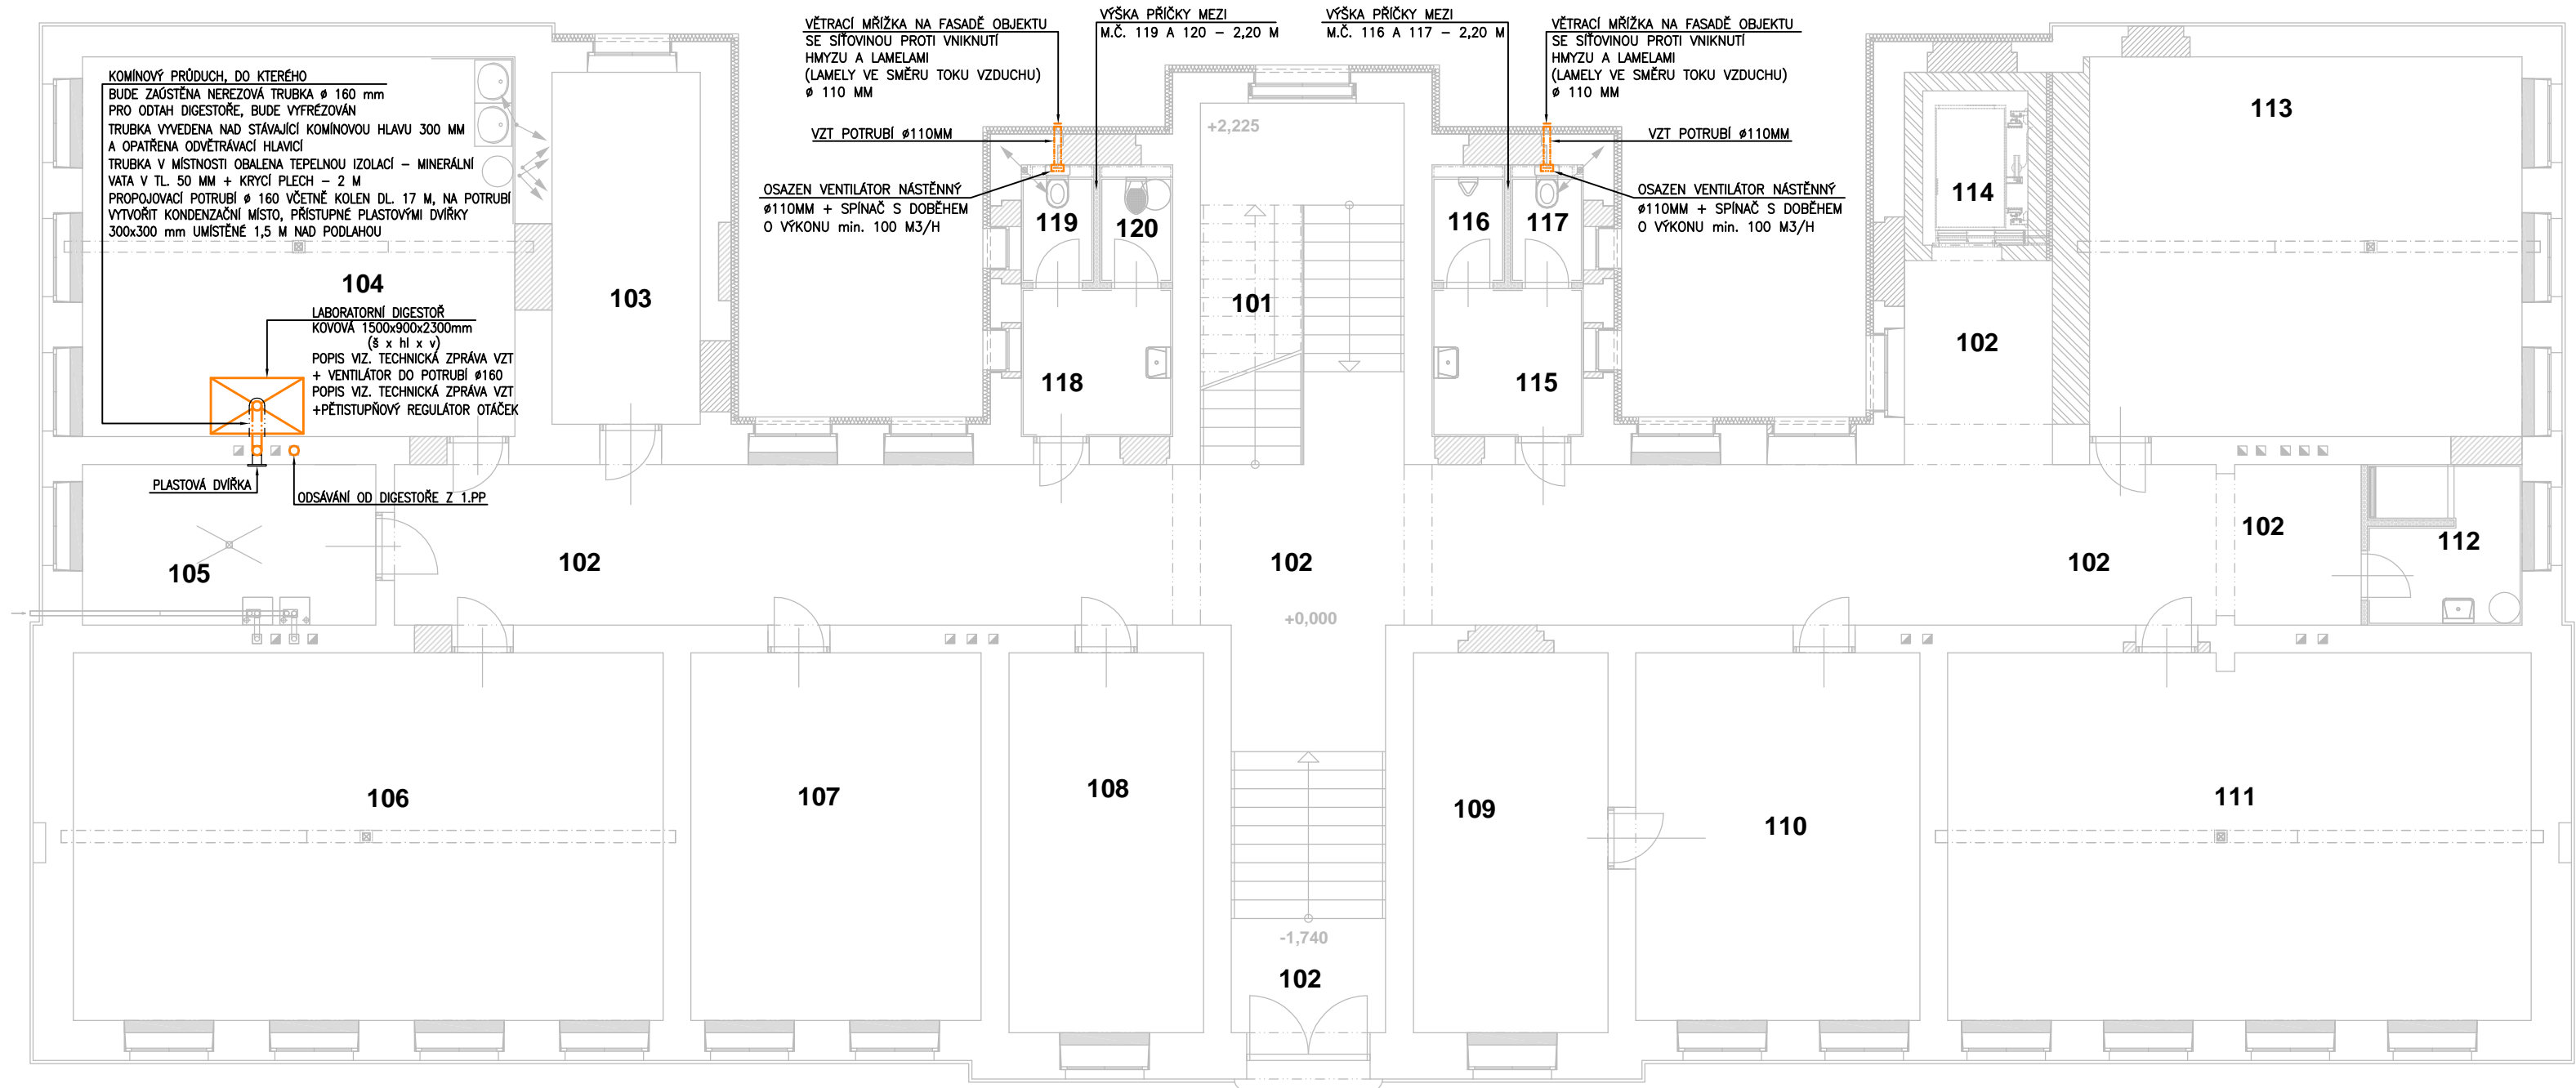 VĚTRACÍ MŘÍŽKA NA FASADĚ OBJEKTU
SE SÍŤOVINOU PROTI VNIKNUTÍ
HMYZU A LAMELAMI
(LAMELY VE SMĚRU TOKU VZDUCHU)
ø 110 MM
VÝŠKA PŘÍČKY MEZI
M.Č. 119 A 120 – 2,20 M
VÝŠKA PŘÍČKY MEZI
M.Č. 116 A 117 – 2,20 M
VĚTRACÍ MŘÍŽKA NA FASADĚ OBJEKTU
SE SÍŤOVINOU PROTI VNIKNUTÍ
HMYZU A LAMELAMI
(LAMELY VE SMĚRU TOKU VZDUCHU)
ø 110 MM
KOMÍNOVÝ PRŮDUCH, DO KTERÉHO
BUDE ZAÚSTĚNA NEREZOVÁ TRUBKA ø 160 mm
PRO ODTAH DIGESTOŘE, BUDE VYFRÉZOVÁN
TRUBKA VYVEDENA NAD STÁVAJÍCÍ KOMÍNOVOU HLAVU 300 MM
A OPATŘENA ODVĚTRÁVACÍ HLAVICÍ
TRUBKA V MÍSTNOSTI OBALENA TEPELNOU IZOLACÍ – MINERÁLNÍ
VATA V TL. 50 MM + KRYCÍ PLECH – 2 M
PROPOJOVACÍ POTRUBÍ ø 160 VČETNĚ KOLEN DL. 17 M, NA POTRUBÍ
VYTVOŘIT KONDENZAČNÍ MÍSTO, PŘÍSTUPNÉ PLASTOVÝMI DVÍŘKY
300x300 mm UMÍSTĚNÉ 1,5 M NAD PODLAHOU
VZT POTRUBÍ ø110MM
+2,225
VZT POTRUBÍ ø110MM
113
OSAZEN VENTILÁTOR NÁSTĚNNÝ
ø110MM + SPÍNAČ S DOBĚHEM
O VÝKONU min. 100 M3/H
OSAZEN VENTILÁTOR NÁSTĚNNÝ
ø110MM + SPÍNAČ S DOBĚHEM
O VÝKONU min. 100 M3/H
114
119
120
116
117
104
103
101
LABORATORNÍ DIGESTOŘ
KOVOVÁ 1500x900x2300mm
(š x hl x v)
POPIS VIZ. TECHNICKÁ ZPRÁVA VZT
+ VENTILÁTOR DO POTRUBÍ ø160
POPIS VIZ. TECHNICKÁ ZPRÁVA VZT
+PĚTISTUPŇOVÝ REGULÁTOR OTÁČEK
102
118
115
PLASTOVÁ DVÍŘKA
ODSÁVÁNÍ OD DIGESTOŘE Z 1.PP
105
102
102
102
102
112
+0,000
106
107
108
109
110
111
-1,740
102